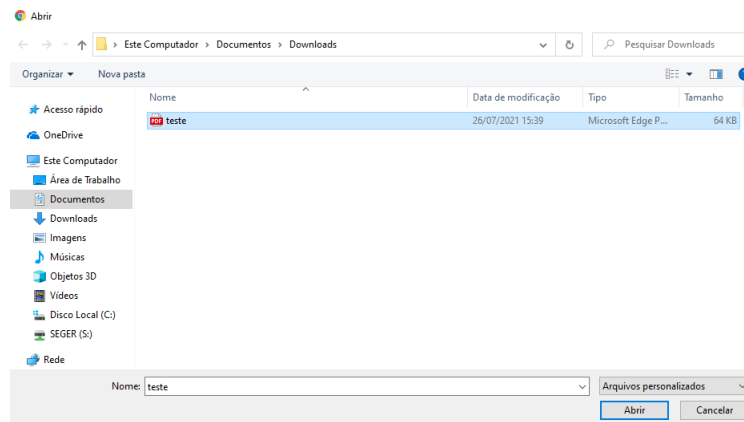 Abrir
Este Computador > Documentos > Downloads
Pesquisar Downloads
Organizar
Nova pasta
Nome
Data de modificação
Tipo
Tamanho
PDF teste
26/07/2021 15:39
Microsoft Edge P...
64 KB
Acesso rápido
OneDrive
Este Computador
Área de Trabalho
Documentos
Downloads
Imagens
Músicas
Objetos 3D
Vídeos
Disco Local (C:)
SEGER (S:)
Rede
Nome: teste
Arquivos personalizados
Abrir
Cancelar